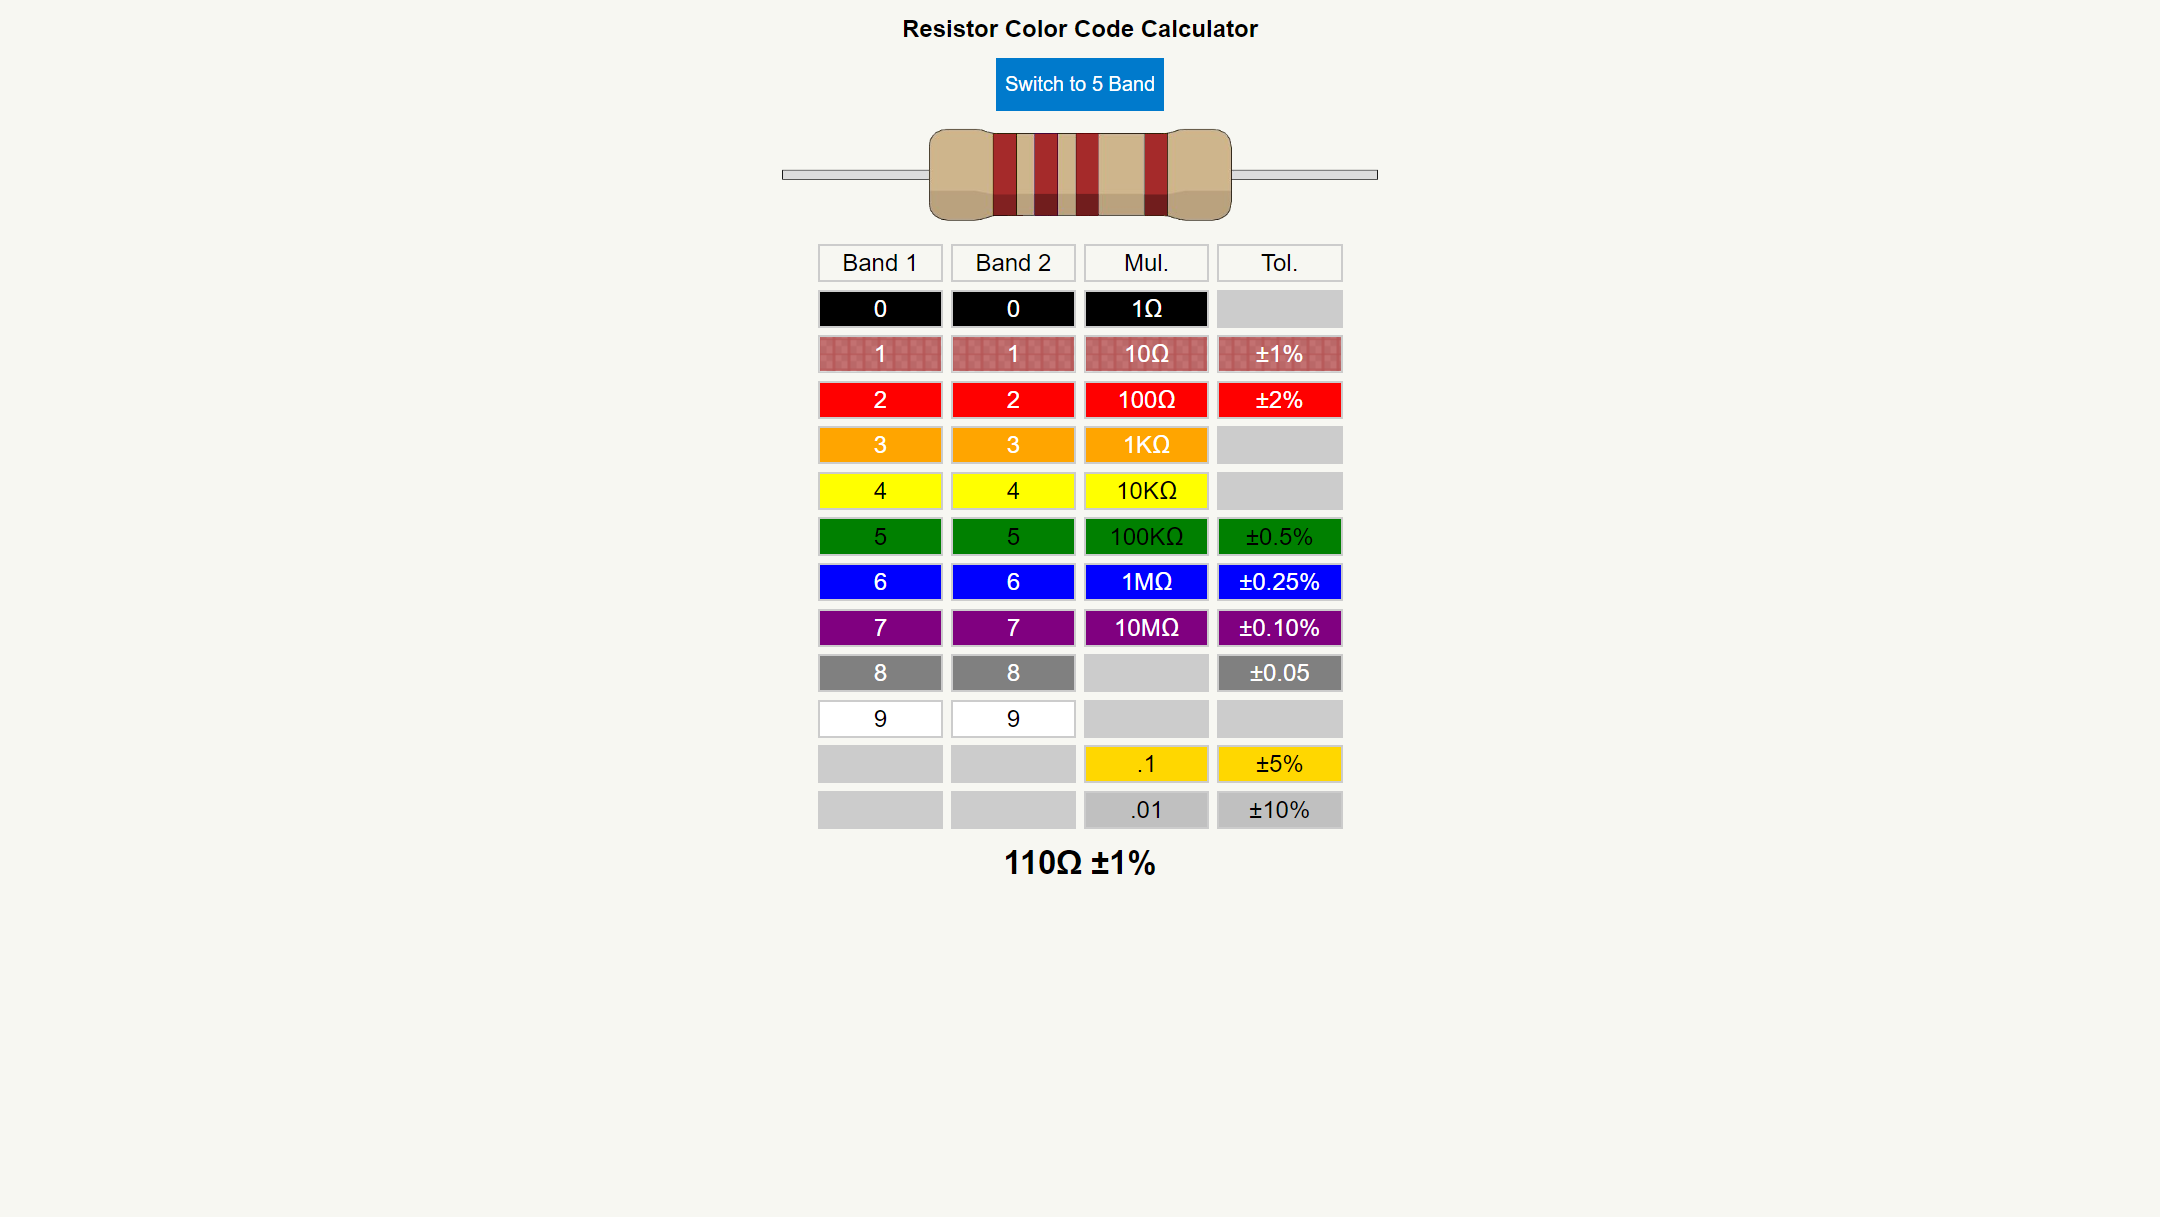 Resistor Color Code Calculator
Switch to 5 Band
Band 1 Band 2 Mul. Tol.
0 0 1Ω
1 1 10Ω ±1%
2 2 100Ω ±2%
3 3 1KΩ
4 4 10KΩ
5 5 100KΩ ±0.5%
6 6 1MΩ ±0.25%
7 7 10MΩ ±0.10%
8 8 ±0.05
9 9
.1 ±5%
.01 ±10%
110Ω ±1%